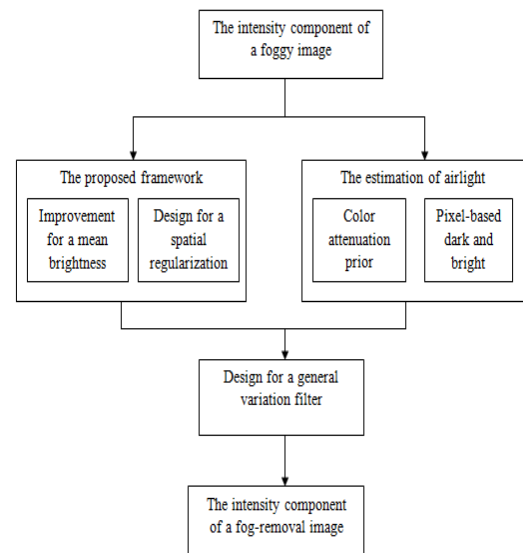 The intensity component of
a foggy image
The proposed framework
Improvement
for a mean
brightness
Design for a
spatial
regularization
The estimation of airlight
Color
attenuation
prior
Pixel-based
dark and
bright
Design for a general
variation filter
The intensity component
of a fog-removal image